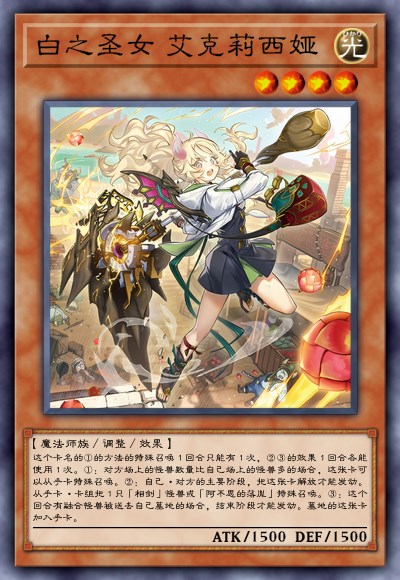 白之圣女 艾克莉西娅
ひかり
光
【魔法师族/调整/效果】
这个卡名的①的方法的特殊召唤1回合只能有1次,②③的效果1回合各能
使用1次。①:对方场上的怪兽数量比自己场上的怪兽多的场合,这张卡可
以从手卡特殊召唤。②:自己·对方的主要阶段,把这张卡解放才能发动。
从手卡·卡组把1只「相剑」怪兽或「阿不思的落胤」特殊召唤。③:这个
回合有融合怪兽被送去自己墓地的场合,结束阶段才能发动。墓地的这张卡
加入手卡。
ATK/1500 DEF/1500